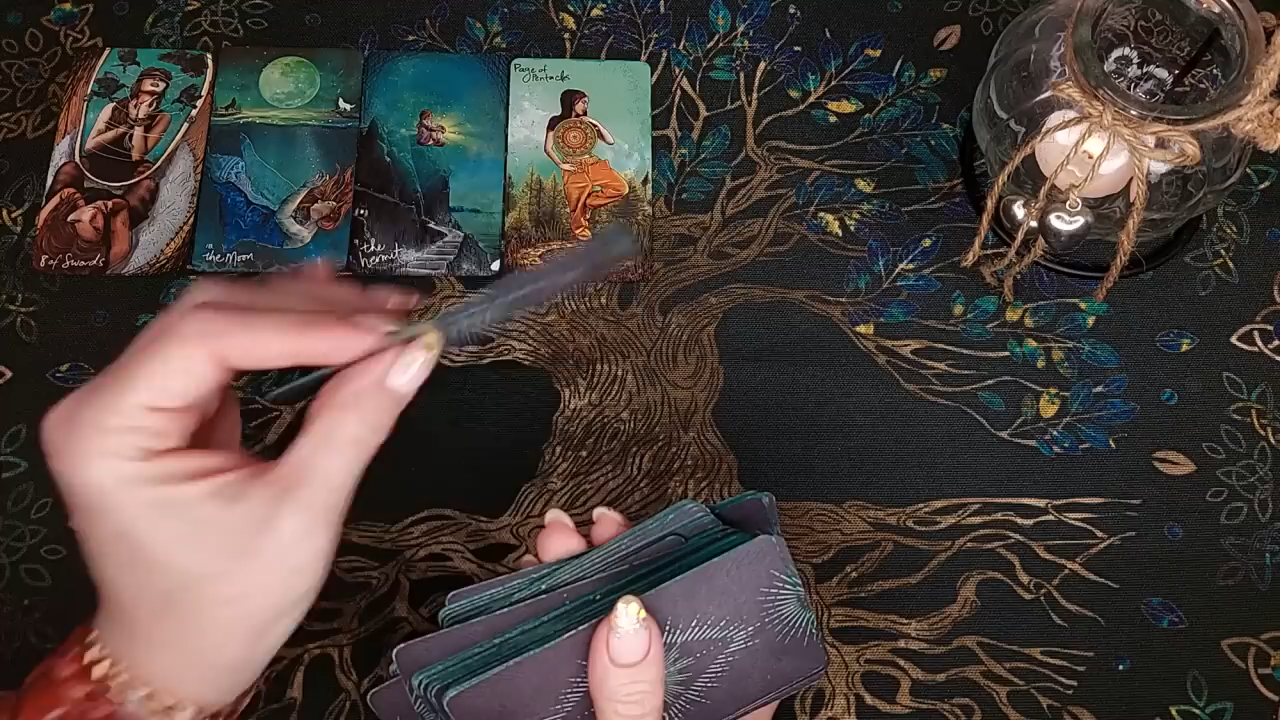 8 of Swords
the Moon
the
hermit
Page of
Pentacles